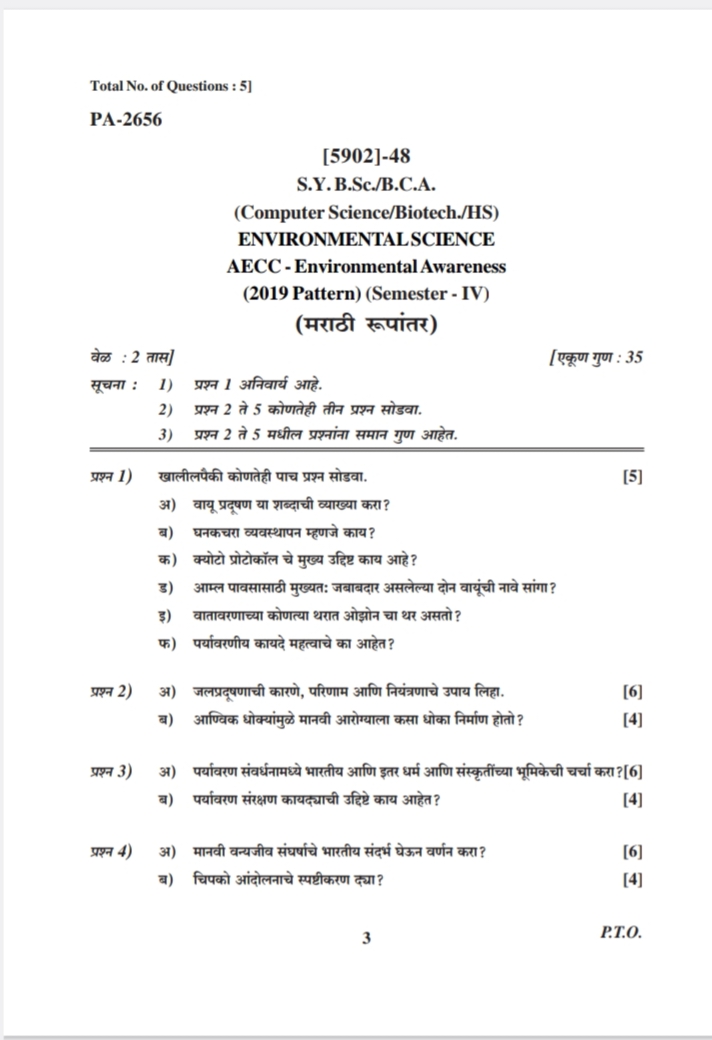 Total No. of Questions : 5]
PA-2656
[5902]-48
S.Y. B.Sc./B.C.A.
(Computer Science/Biotech./HS)
ENVIRONMENTAL SCIENCE
AECC - Environmental Awareness
(2019 Pattern) (Semester - IV)
(मराठी रूपांतर)
वेळ : 2 तास] [एकूण गुण : 35
सूचना : 1) प्रश्न 1 अनिवार्य आहे.
2) प्रश्न 2 ते 5 कोणतेही तीन प्रश्न सोडवा.
3) प्रश्न 2 ते 5 मधील प्रश्नांना समान गुण आहेत.
प्रश्न 1) खालीलपैकी कोणतेही पाच प्रश्न सोडवा. [5]
अ) वायू प्रदूषण या शब्दाची व्याख्या करा?
ब) घनकचरा व्यवस्थापन म्हणजे काय?
क) क्योटो प्रोटोकॉल चे मुख्य उद्दिष्ट काय आहे?
ड) आम्ल पावसासाठी मुख्यत: जबाबदार असलेल्या दोन वायूंची नावे सांगा?
इ) वातावरणाच्या कोणत्या थरात ओझोन चा थर असतो?
फ) पर्यावरणीय कायदे महत्वाचे का आहेत?
प्रश्न 2) अ) जलप्रदूषणाची कारणे, परिणाम आणि नियंत्रणाचे उपाय लिहा. [6]
ब) आण्विक धोक्यांमुळे मानवी आरोग्याला कसा धोका निर्माण होतो? [4]
प्रश्न 3) अ) पर्यावरण संवर्धनामध्ये भारतीय आणि इतर धर्म आणि संस्कृतींच्या भूमिकेची चर्चा करा?[6]
ब) पर्यावरण संरक्षण कायद्याची उद्दिष्टे काय आहेत? [4]
प्रश्न 4) अ) मानवी वन्यजीव संघर्षाचे भारतीय संदर्भ घेऊन वर्णन करा? [6]
ब) चिपको आंदोलनाचे स्पष्टीकरण द्या? [4]
3 P.T.O.